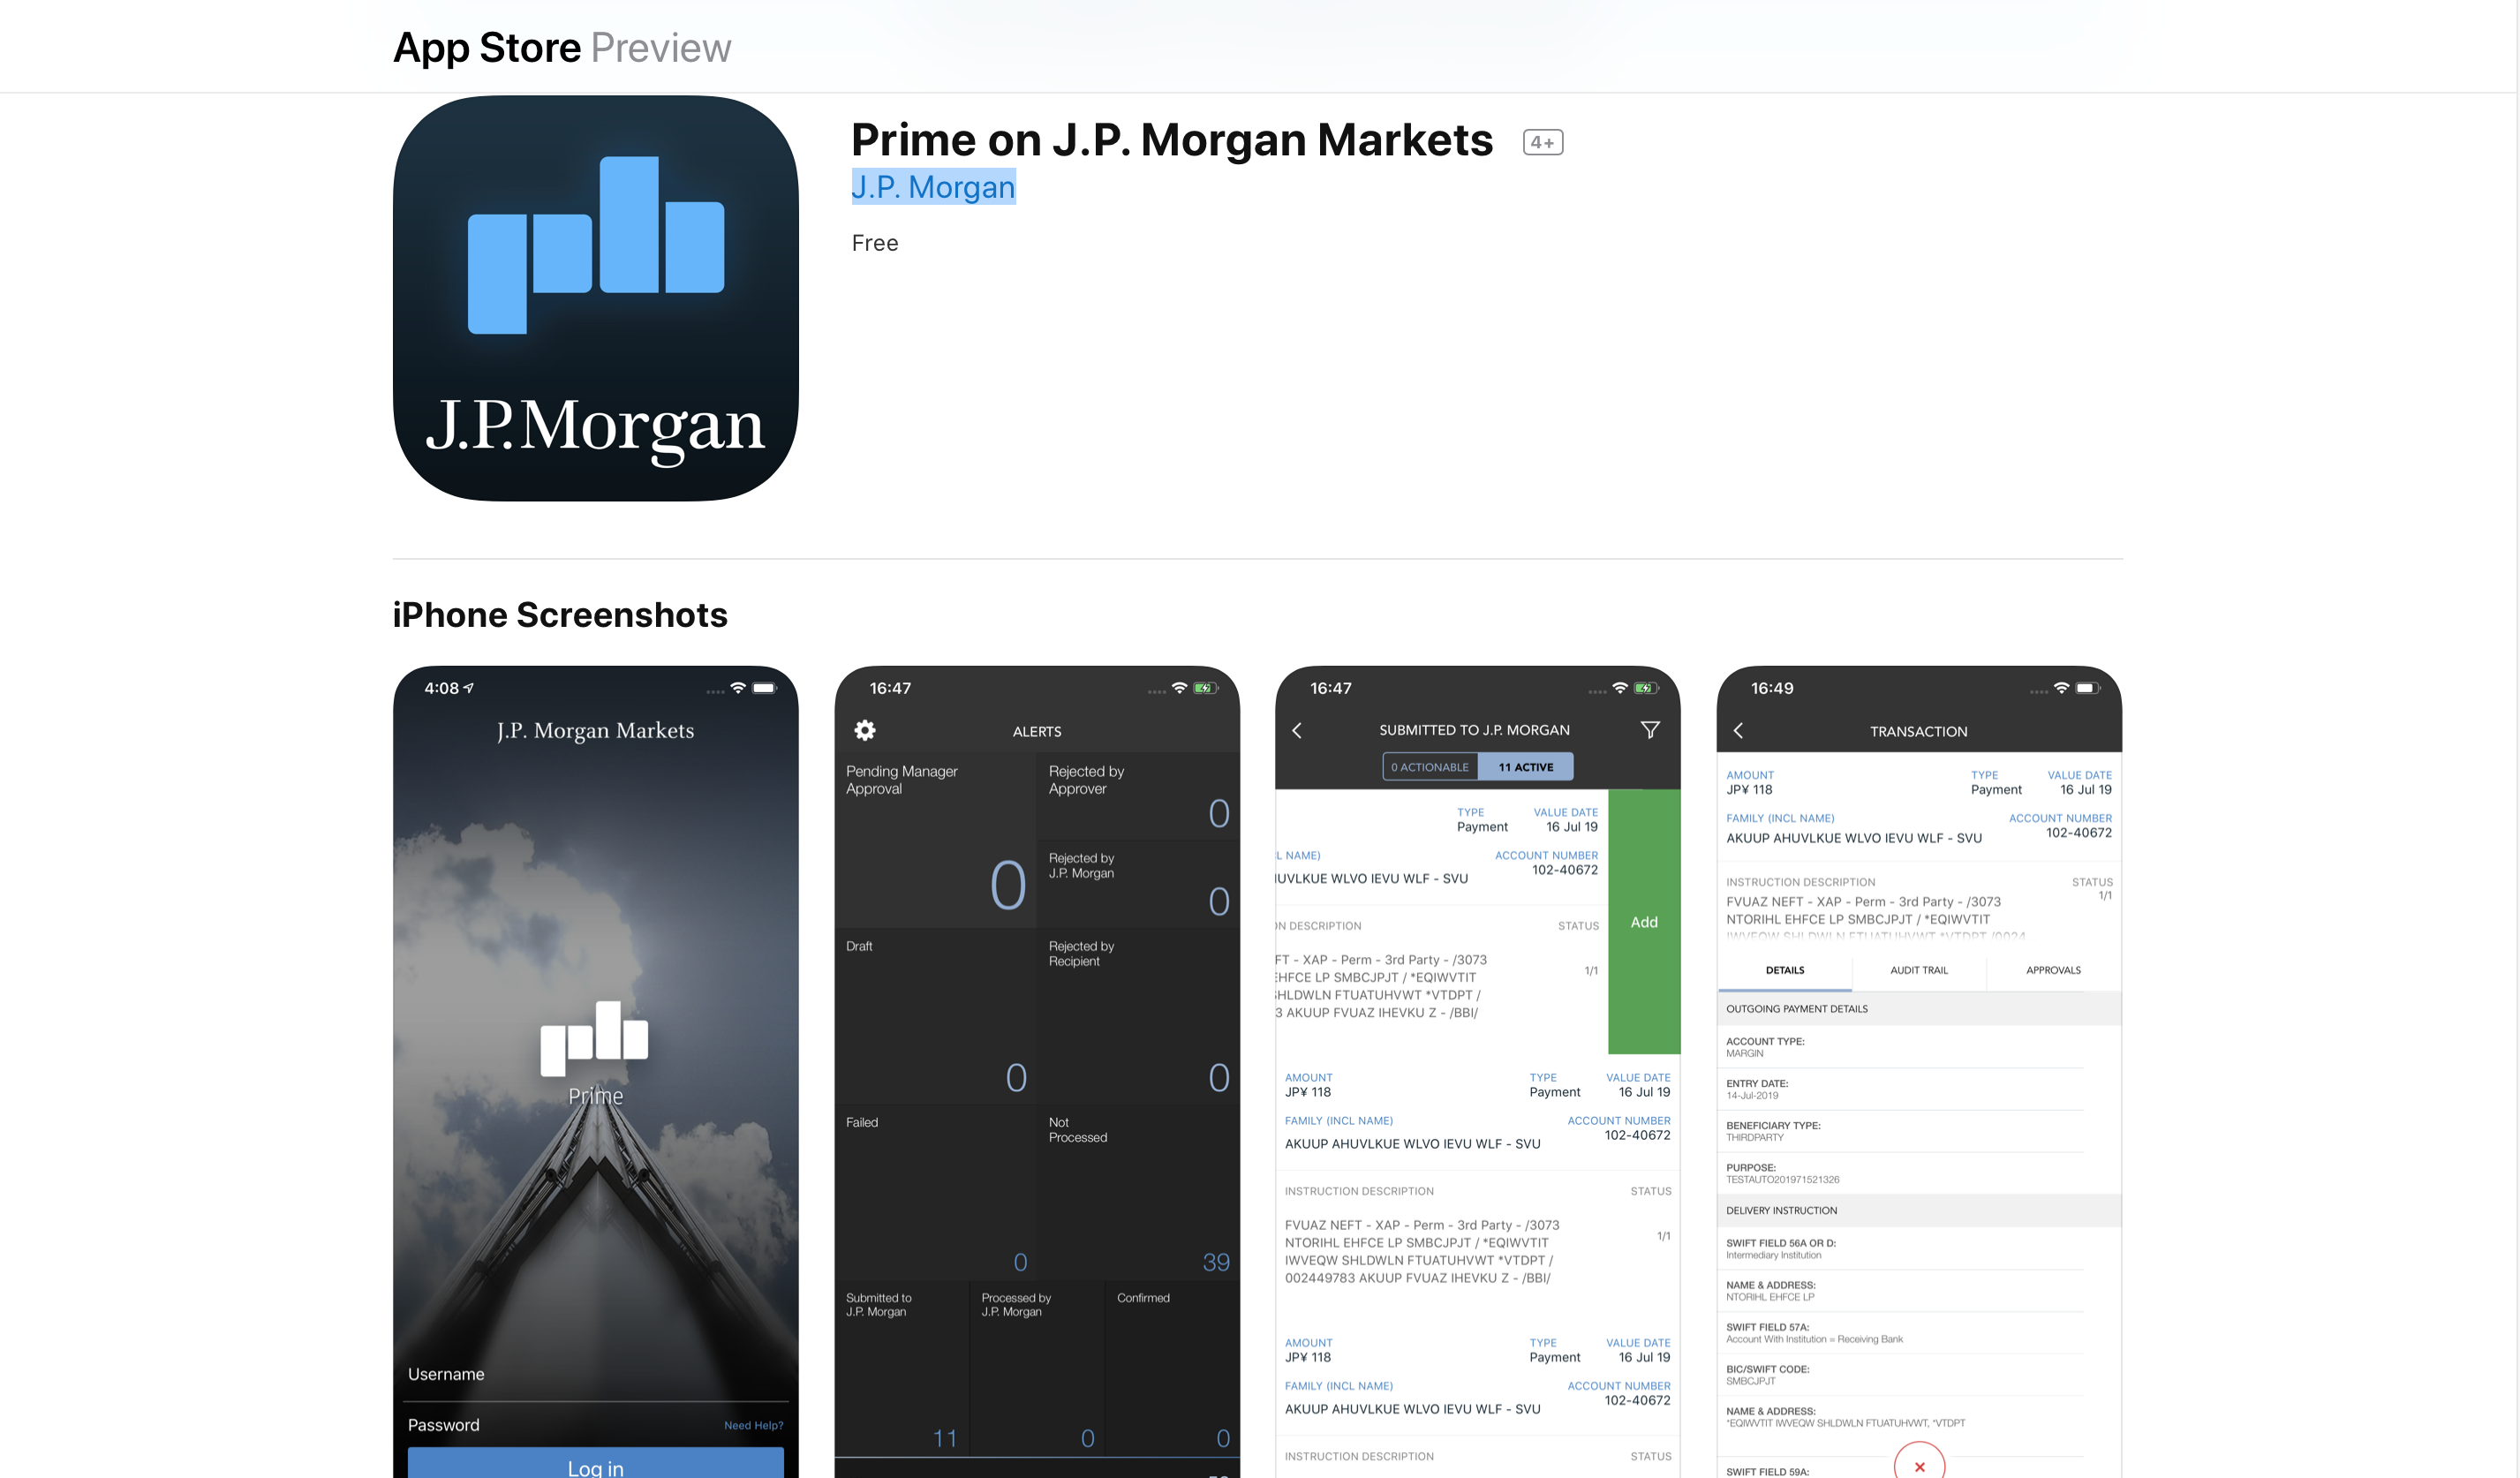 App Store Preview
J.P.Morgan
Prime on J.P. Morgan Markets 4+
J.P. Morgan
Free
iPhone Screenshots
4:08
J.P. Morgan Markets
Prime
Username
Password Need Help?
Log in
16:47
ALERTS
Pending Manager
Approval
0
Rejected by
Approver
0
Rejected by
J.P. Morgan
0
Draft
0
Rejected by
Recipient
0
Failed
0
Not
Processed
39
Submitted to
J.P. Morgan
11
Processed by
J.P. Morgan
0
Confirmed
0
16:47
SUBMITTED TO J.P. MORGAN
0 ACTIONABLE 11 ACTIVE
TYPE VALUE DATE
Payment 16 Jul 19
L NAME) ACCOUNT NUMBER
102-40672
IUVLKUE WLVO IEVU WLF - SVU
N DESCRIPTION STATUS
FT - XAP - Perm - 3rd Party - /3073
EHFCE LP SMBCJPJT / *EQIWVTIT 1/1
SHLDWLN FTUATUHVWT *VTDPT /
3 AKUUP FVUAZ IHEVKU Z - /BBI/
Add
AMOUNT TYPE VALUE DATE
JP¥ 118 Payment 16 Jul 19
FAMILY (INCL NAME) ACCOUNT NUMBER
102-40672
AKUUP AHUVLKUE WLVO IEVU WLF - SVU
INSTRUCTION DESCRIPTION STATUS
FVUAZ NEFT - XAP - Perm - 3rd Party - /3073
NTORIHL EHFCE LP SMBCJPJT / *EQIWVTIT 1/1
IWVEQW SHLDWLN FTUATUHVWT *VTDPT /
002449783 AKUUP FVUAZ IHEVKU Z - /BBI/
AMOUNT TYPE VALUE DATE
JP¥ 118 Payment 16 Jul 19
FAMILY (INCL NAME) ACCOUNT NUMBER
102-40672
AKUUP AHUVLKUE WLVO IEVU WLF - SVU
INSTRUCTION DESCRIPTION STATUS
16:49
TRANSACTION
AMOUNT TYPE VALUE DATE
JP¥ 118 Payment 16 Jul 19
FAMILY (INCL NAME) ACCOUNT NUMBER
102-40672
AKUUP AHUVLKUE WLVO IEVU WLF - SVU
INSTRUCTION DESCRIPTION STATUS
1/1
FVUAZ NEFT - XAP - Perm - 3rd Party - /3073
NTORIHL EHFCE LP SMBCJPJT / *EQIWVTIT
IWVEQW SHLDWLN FTUATUHVWT *VTDPT /0024
DETAILS AUDIT TRAIL APPROVALS
OUTGOING PAYMENT DETAILS
ACCOUNT TYPE:
MARGIN
ENTRY DATE:
14-Jul-2019
BENEFICIARY TYPE:
THIRDPARTY
PURPOSE:
TESTAUTO201971521326
DELIVERY INSTRUCTION
SWIFT FIELD 56A OR D:
Intermediary Institution
NAME & ADDRESS:
NTORIHL EHFCE LP
SWIFT FIELD 57A:
Account With Institution = Receiving Bank
BIC/SWIFT CODE:
SMBCJPJT
NAME & ADDRESS:
*EQIWVTIT IWVEQW SHLDWLN FTUATUHVWT, *VTDPT
SWIFT FIELD 59A: